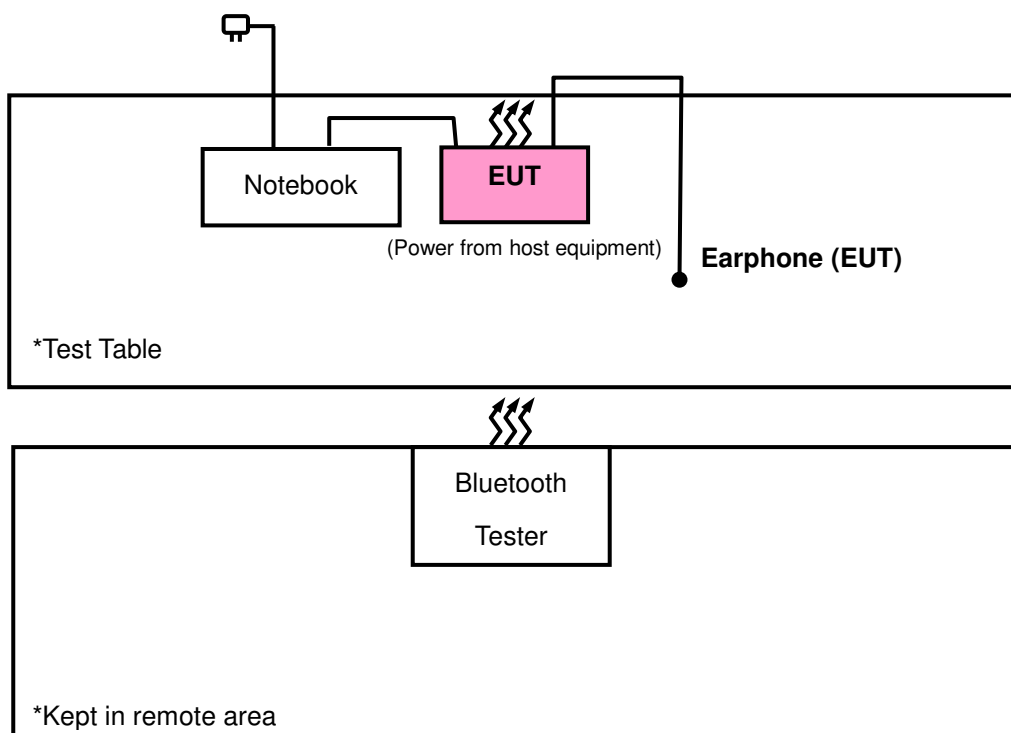 Notebook
EUT
(Power from host equipment)
Earphone (EUT)
*Test Table
Bluetooth
Tester
*Kept in remote area